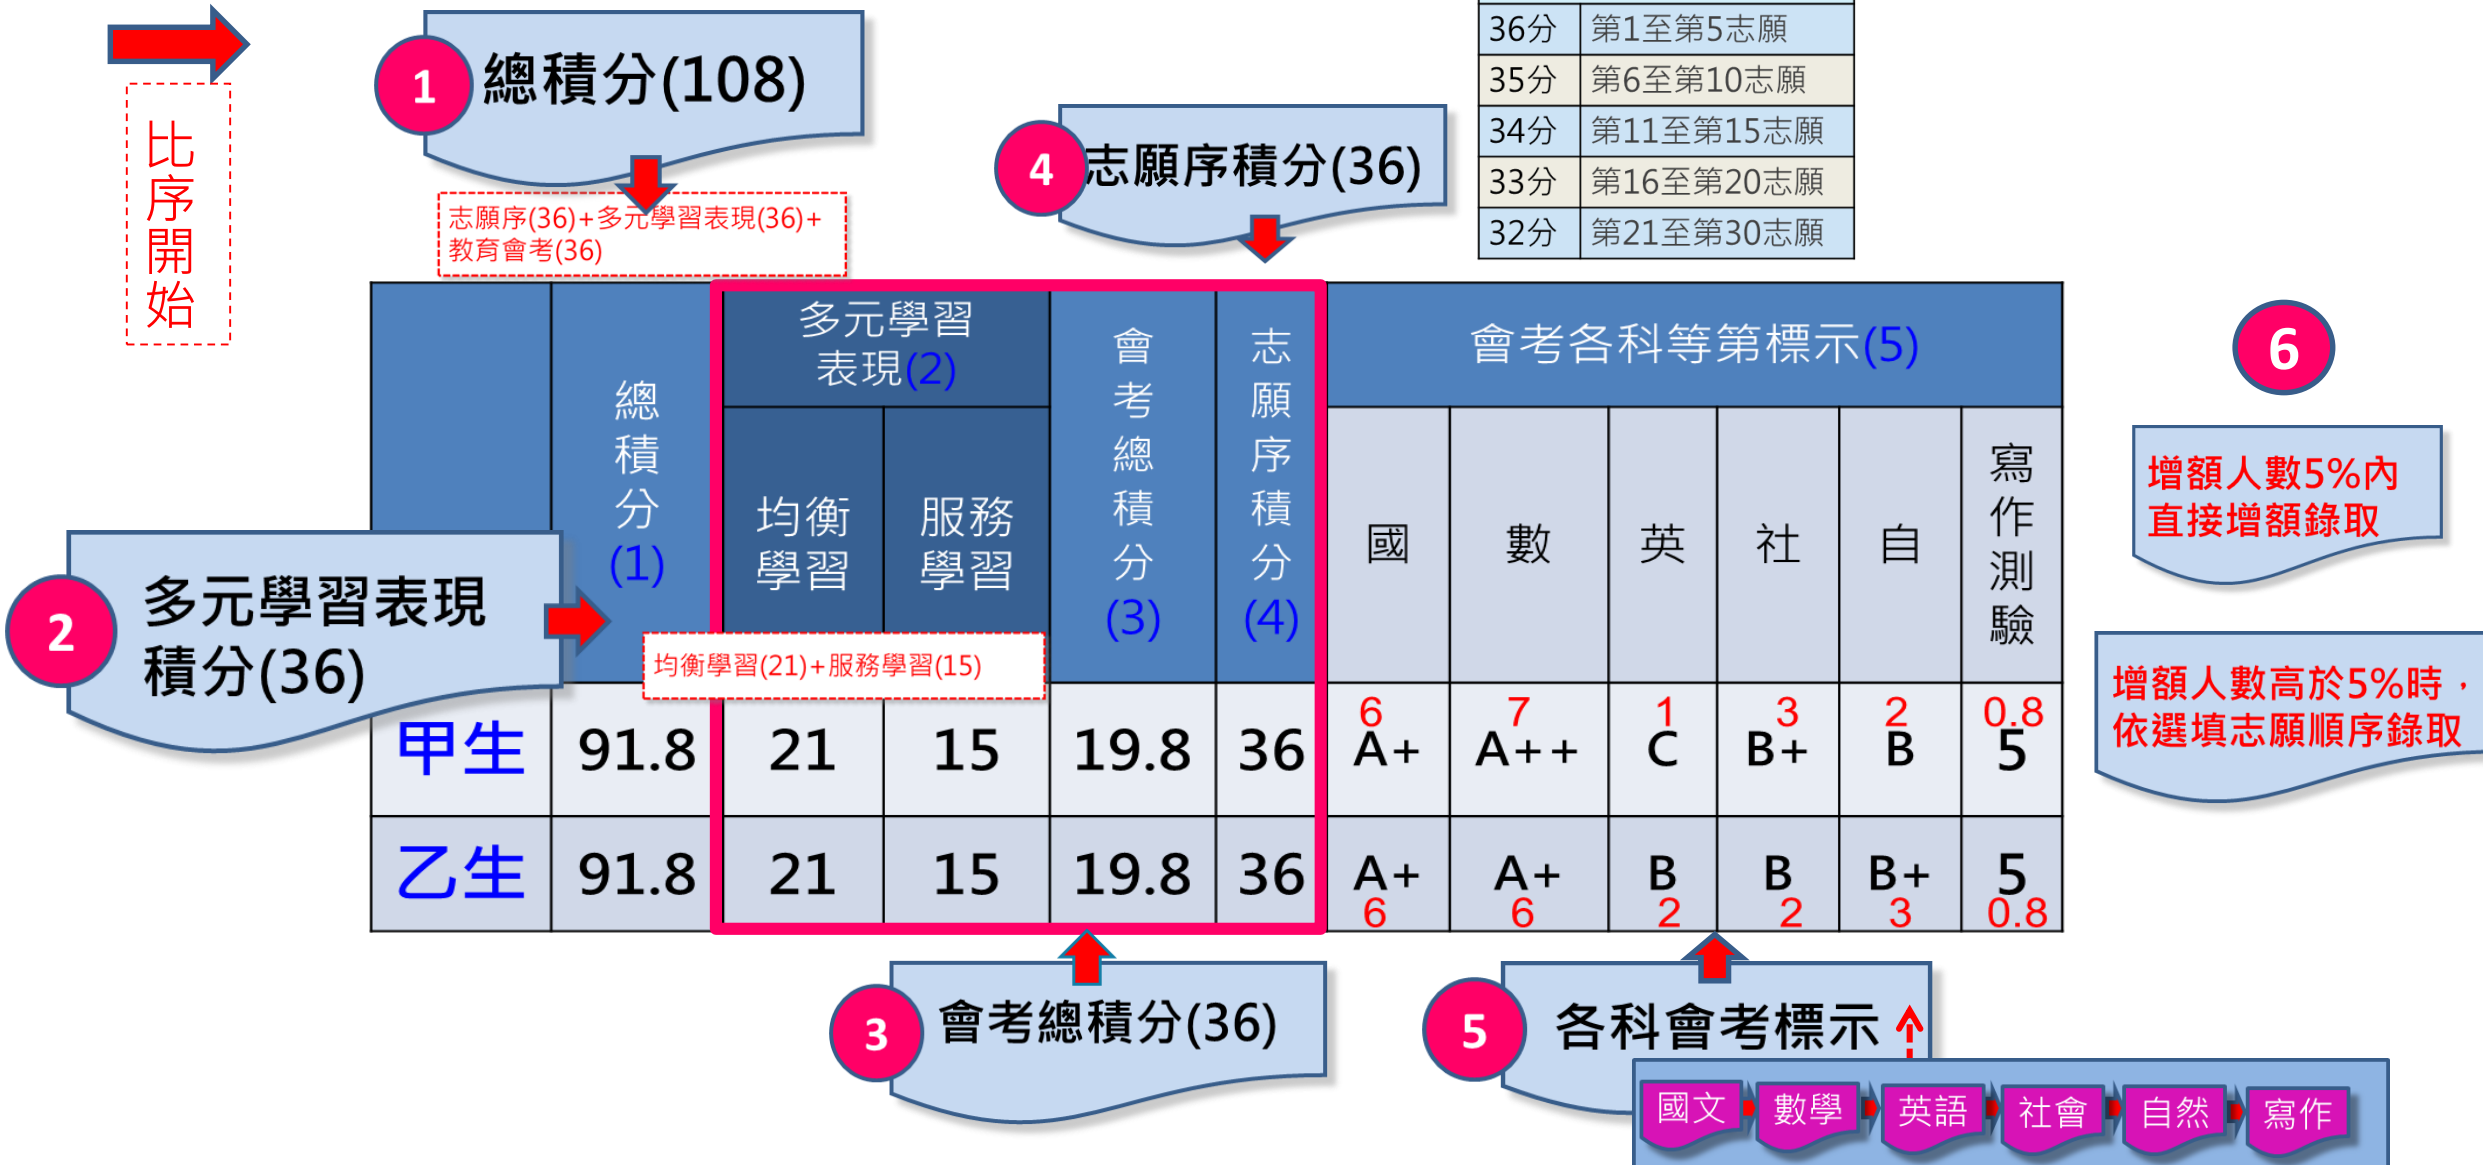 比序開始
1
總積分(108)
志願序(36)+多元學習表現(36)+
教育會考(36)
4
志願序積分(36)
36分 第1至第5志願
35分 第6至第10志願
34分 第11至第15志願
33分 第16至第20志願
32分 第21至第30志願
2
多元學習表現
積分(36)
總積分(1)
多元學習
表現(2)
均衡
學習
服務
學習
均衡學習(21)+服務學習(15)
會考總積分(3)
志願序積分(4)
會考各科等第標示(5)
國 數 英 社 自 寫作測驗
6 7 1 3 2 0.8
甲生 91.8 21 15 19.8 36 A+ A++ C B+ B 5
乙生 91.8 21 15 19.8 36 A+ A+ B B B+ 5
6 6 2 2 3 0.8
6
增額人數5%內
直接增額錄取
增額人數高於5%時，
依選填志願順序錄取
3
會考總積分(36)
5
各科會考標示
國文 數學 英語 社會 自然 寫作